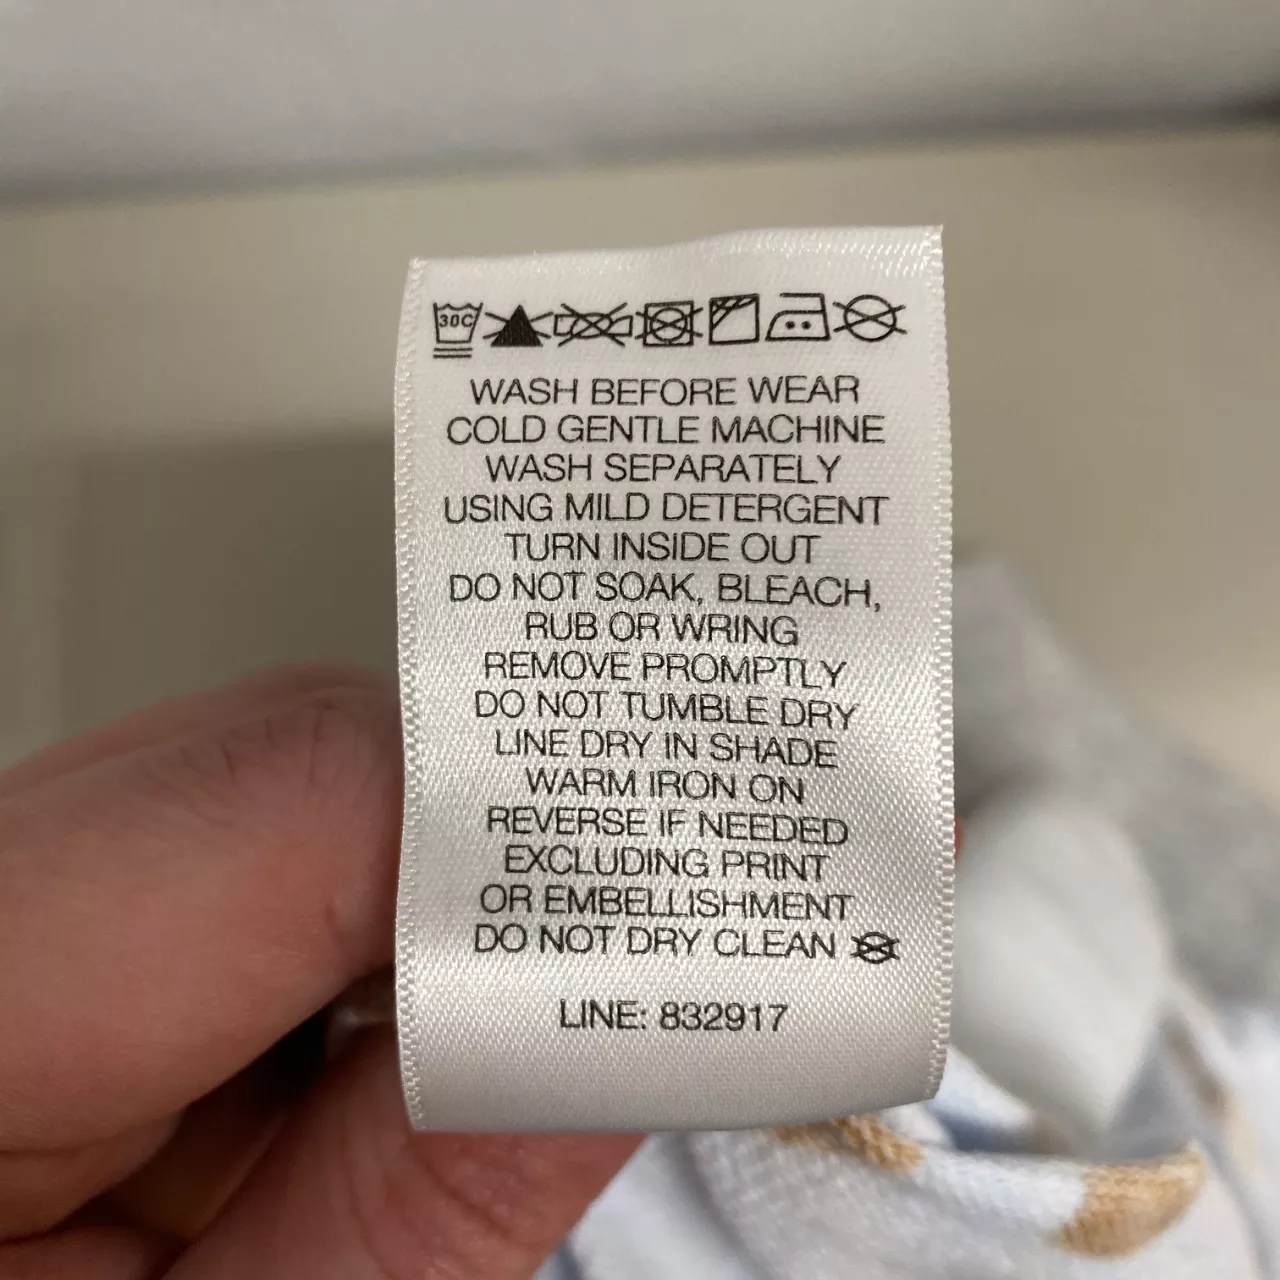 30C
WASH BEFORE WEAR
COLD GENTLE MACHINE
WASH SEPARATELY
USING MILD DETERGENT
TURN INSIDE OUT
DO NOT SOAK, BLEACH,
RUB OR WRING
REMOVE PROMPTLY
DO NOT TUMBLE DRY
LINE DRY IN SHADE
WARM IRON ON
REVERSE IF NEEDED
EXCLUDING PRINT
OR EMBELLISHMENT
DO NOT DRY CLEAN
LINE: 832917